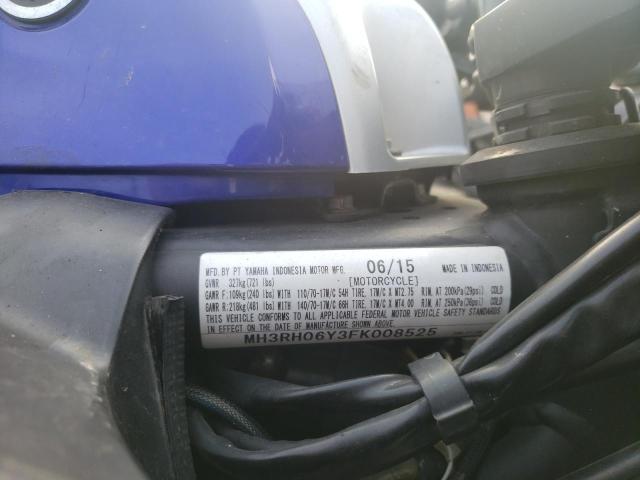 MFD. BY PT YAMAHA INDONESIA MOTOR MFG. 06/15 MADE IN INDONESIA
GVWR 327kg(721 lbs) [MOTORCYCLE]
GAWR F:109kg(240 lbs) WITH 110/70-17M/C 54H TIRE, 17M/C X MT2.75 RIM, AT 200kPa(29psi) COLD
GAWR R:218kg(481 lbs) WITH 140/70-17M/C 66H TIRE, 17M/C X MT4.00 RIM, AT 250kPa(36psi) COLD
THIS VEHICLE CONFORMS TO ALL APPLICABLE FEDERAL MOTOR VEHICLE SAFETY STANDARDS
IN EFFECT ON THE DATE OF MANUFACTURE SHOWN ABOVE.
MH3RH06Y3FK008525